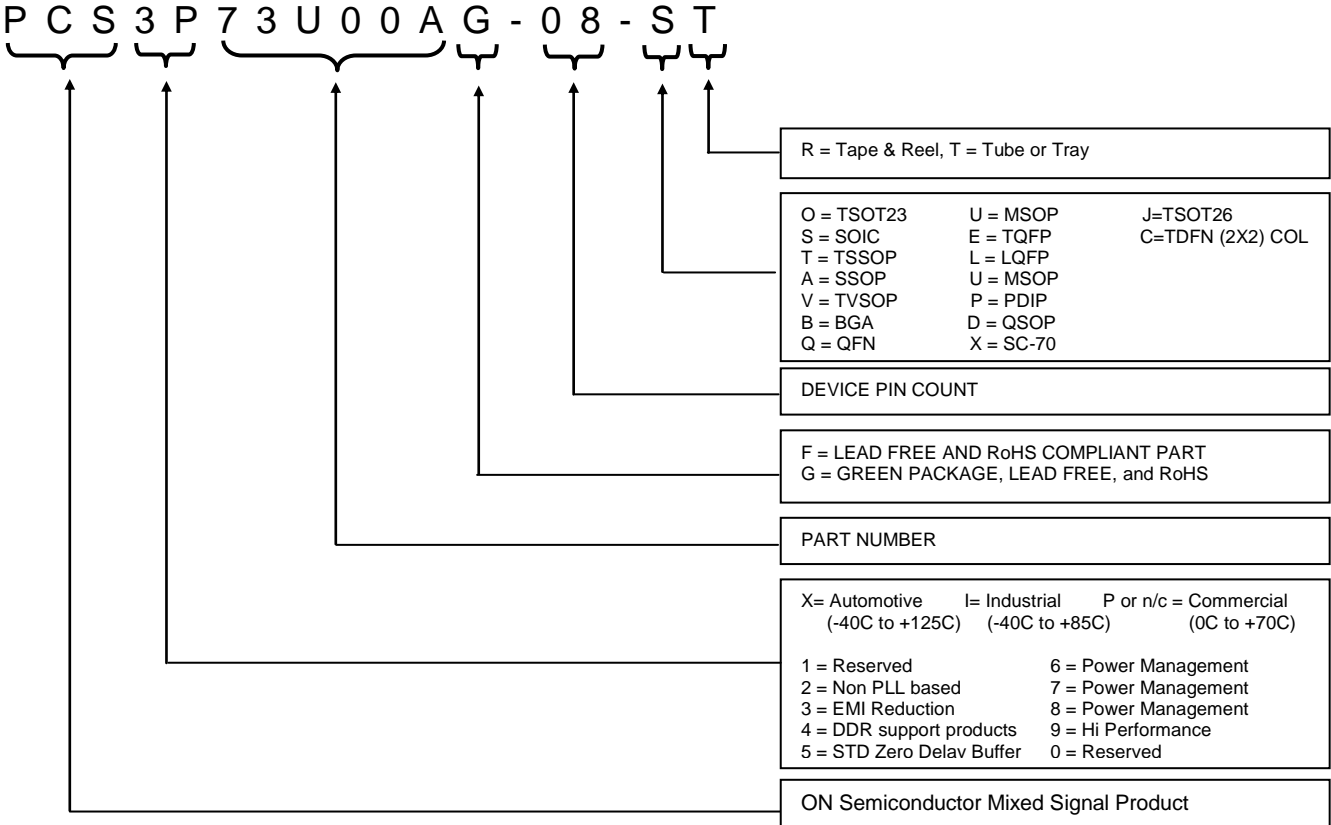 P C S 3 P 7 3 U 0 0 A G - 0 8 - S T
R = Tape & Reel, T = Tube or Tray
O = TSOT23 U = MSOP J=TSOT26
S = SOIC E = TQFP C=TDFN (2X2) COL
T = TSSOP L = LQFP
A = SSOP U = MSOP
V = TVSOP P = PDIP
B = BGA D = QSOP
Q = QFN X = SC-70
DEVICE PIN COUNT
F = LEAD FREE AND RoHS COMPLIANT PART
G = GREEN PACKAGE, LEAD FREE, and RoHS
PART NUMBER
X= Automotive I= Industrial P or n/c = Commercial
(-40C to +125C) (-40C to +85C) (0C to +70C)
1 = Reserved 6 = Power Management
2 = Non PLL based 7 = Power Management
3 = EMI Reduction 8 = Power Management
4 = DDR support products 9 = Hi Performance
5 = STD Zero Delay Buffer 0 = Reserved
ON Semiconductor Mixed Signal Product